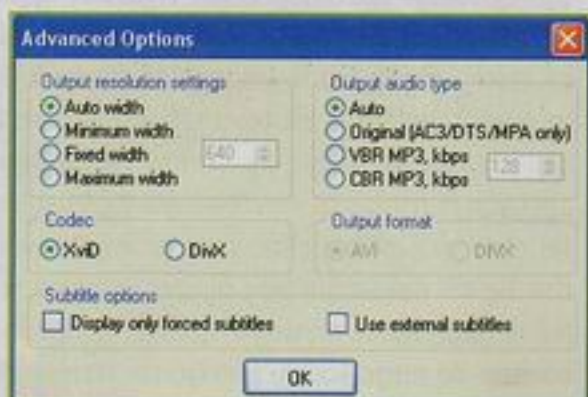 Advanced Options
Output resolution settings
Auto width
Minimum width
Fixed width
640
Maximum width
Output audio type
Auto
Original (AC3/DTS/MPA only)
VBR MP3, kbps
128
CBR MP3, kbps
Codec
XviD
DivX
Output format
AVI
DIVX
Subtitle options
Display only forced subtitles
Use external subtitles
OK